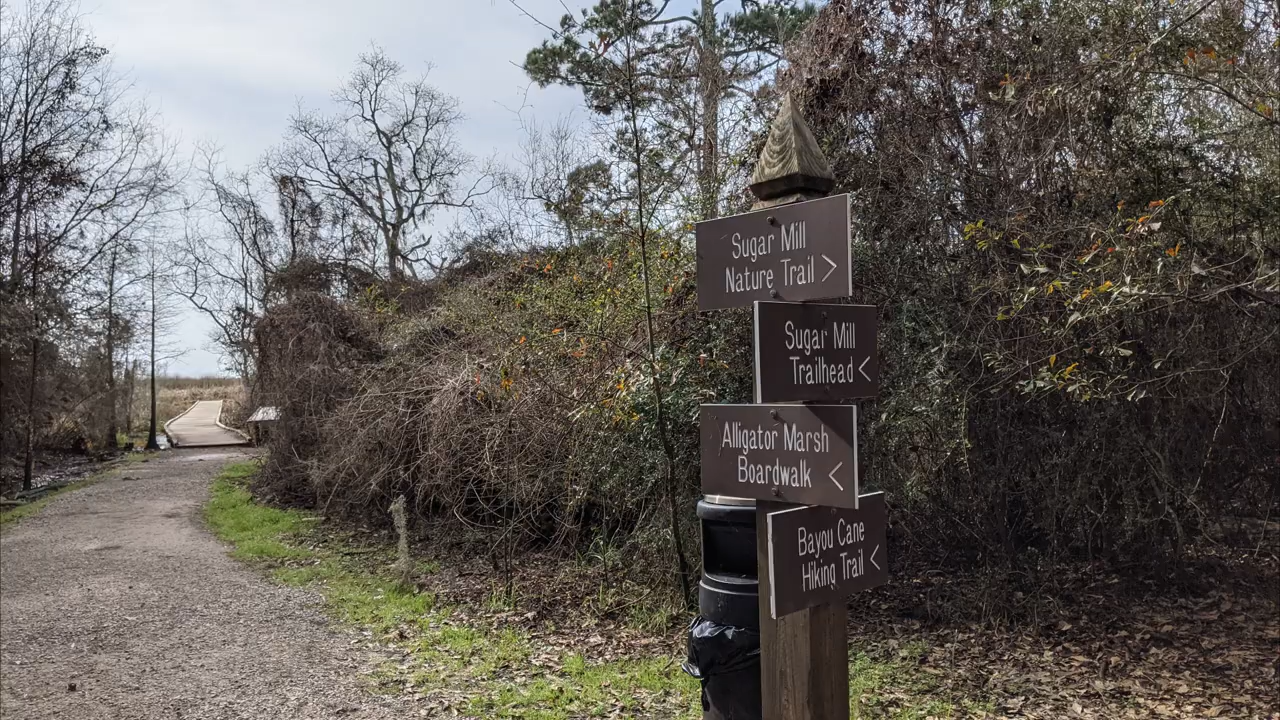 Sugar Mill
Nature Trail >
Sugar Mill
Trailhead <
Alligator Marsh
Boardwalk <
Bayou Cane
Hiking Trail <